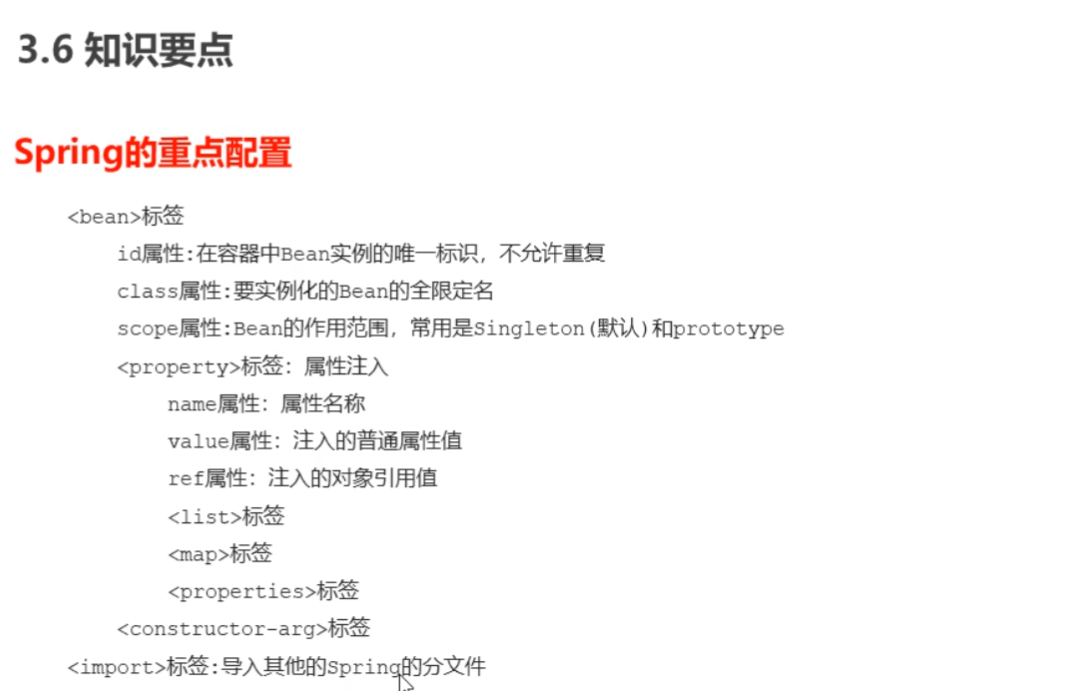 3.6 知识要点
Spring的重点配置
<bean>标签
id属性:在容器中Bean实例的唯一标识，不允许重复
class属性:要实例化的Bean的全限定名
scope属性:Bean的作用范围，常用是Singleton(默认)和prototype
<property>标签：属性注入
name属性：属性名称
value属性：注入的普通属性值
ref属性：注入的对象引用值
<list>标签
<map>标签
<properties>标签
<constructor-arg>标签
<import>标签:导入其他的Spring的分文件